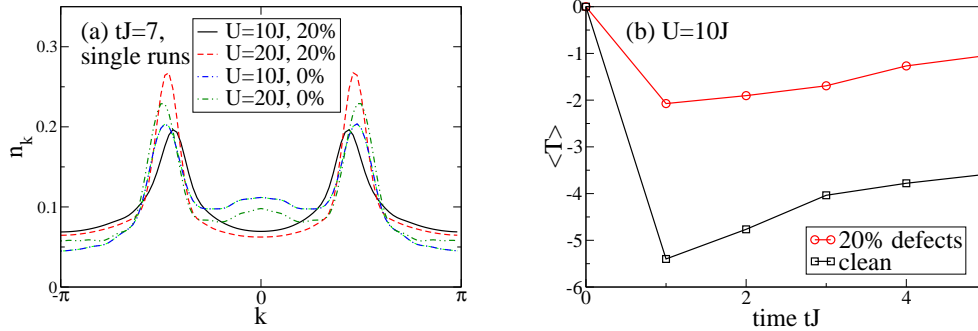 (a) tJ=7,
single runs
U=10J, 20%
U=20J, 20%
U=10J, 0%
U=20J, 0%
0.3
0.2
0.1
0
n_k
-π
0
π
k
(b) U=10J
0
-1
-2
-3
-4
-5
-6
<T>
20% defects
clean
0
2
4
time tJ